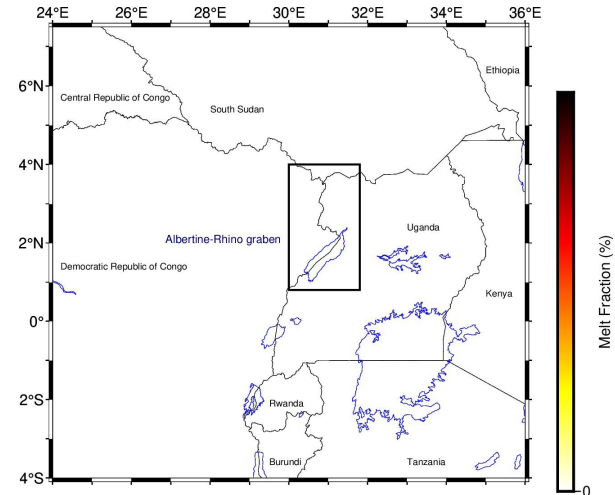 24°E 26°E 28°E 30°E 32°E 34°E 36°E
Ethiopia
6°N
Central Republic of Congo
South Sudan
4°N
Uganda
Albertine-Rhino graben
2°N
Democratic Republic of Congo
Kenya
0°
Melt Fraction (%)
2°S
Rwanda
Burundi
Tanzania
4°S
0